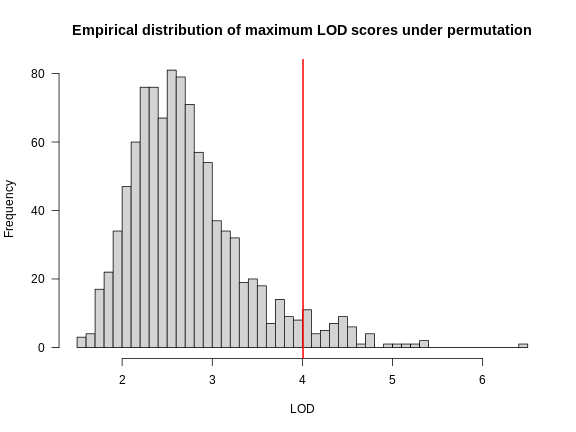 Empirical distribution of maximum LOD scores under permutation
Frequency
80
60
40
20
0
2 3 4 5 6
LOD